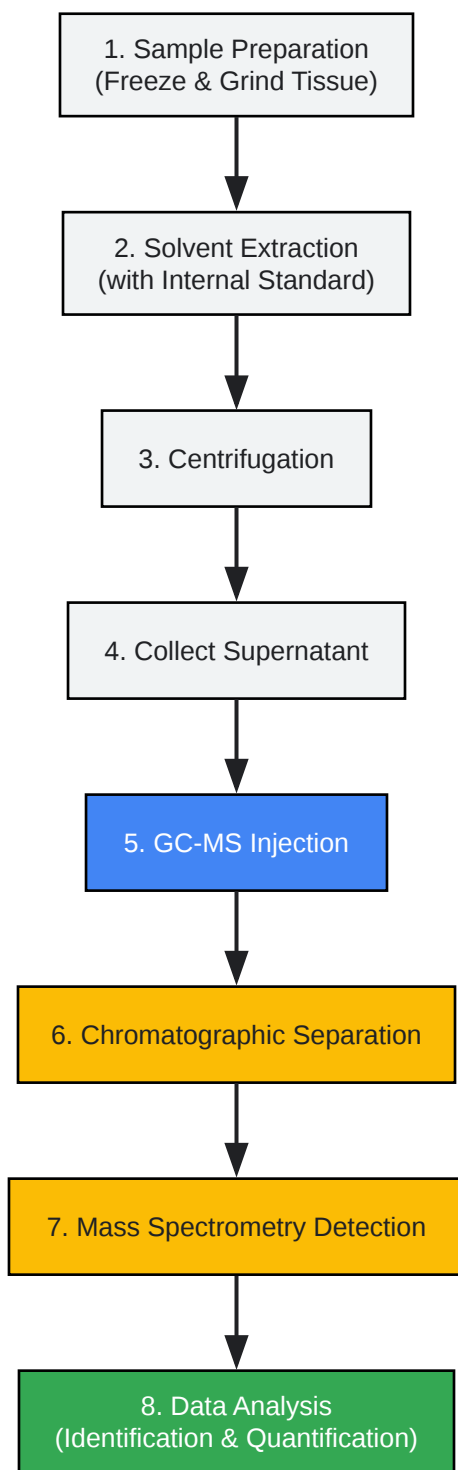 1. Sample Preparation
(Freeze & Grind Tissue)
2. Solvent Extraction
(with Internal Standard)
3. Centrifugation
4. Collect Supernatant
5. GC-MS Injection
6. Chromatographic Separation
7. Mass Spectrometry Detection
8. Data Analysis
(Identification & Quantification)